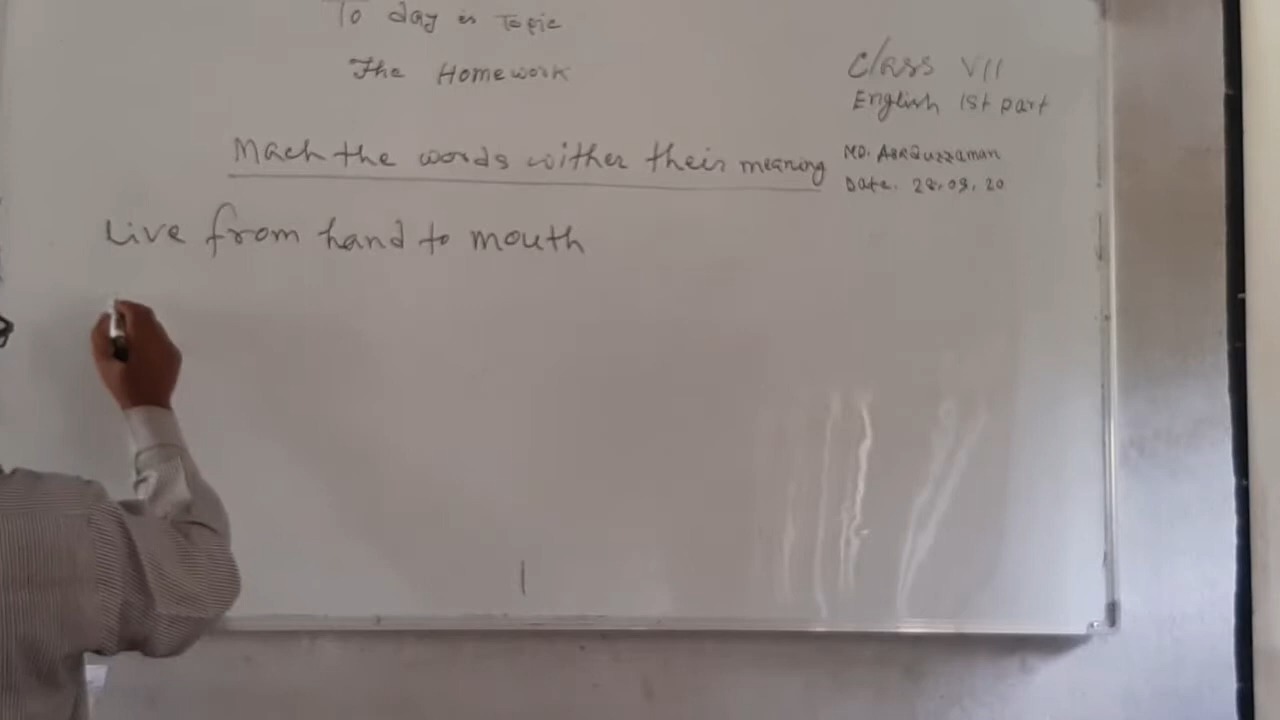 To day is Topic
The Homework
Class VII
English 1st part
Mach the words wither their meaning
MD.
Date. 28.09.20
Live from hand to mouth